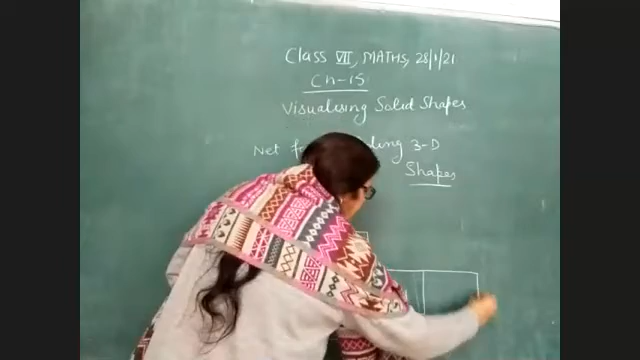 Class VII, MATHS, 28/1/21
Ch-15
Visualising Solid Shapes
Net 3-D
Shapes